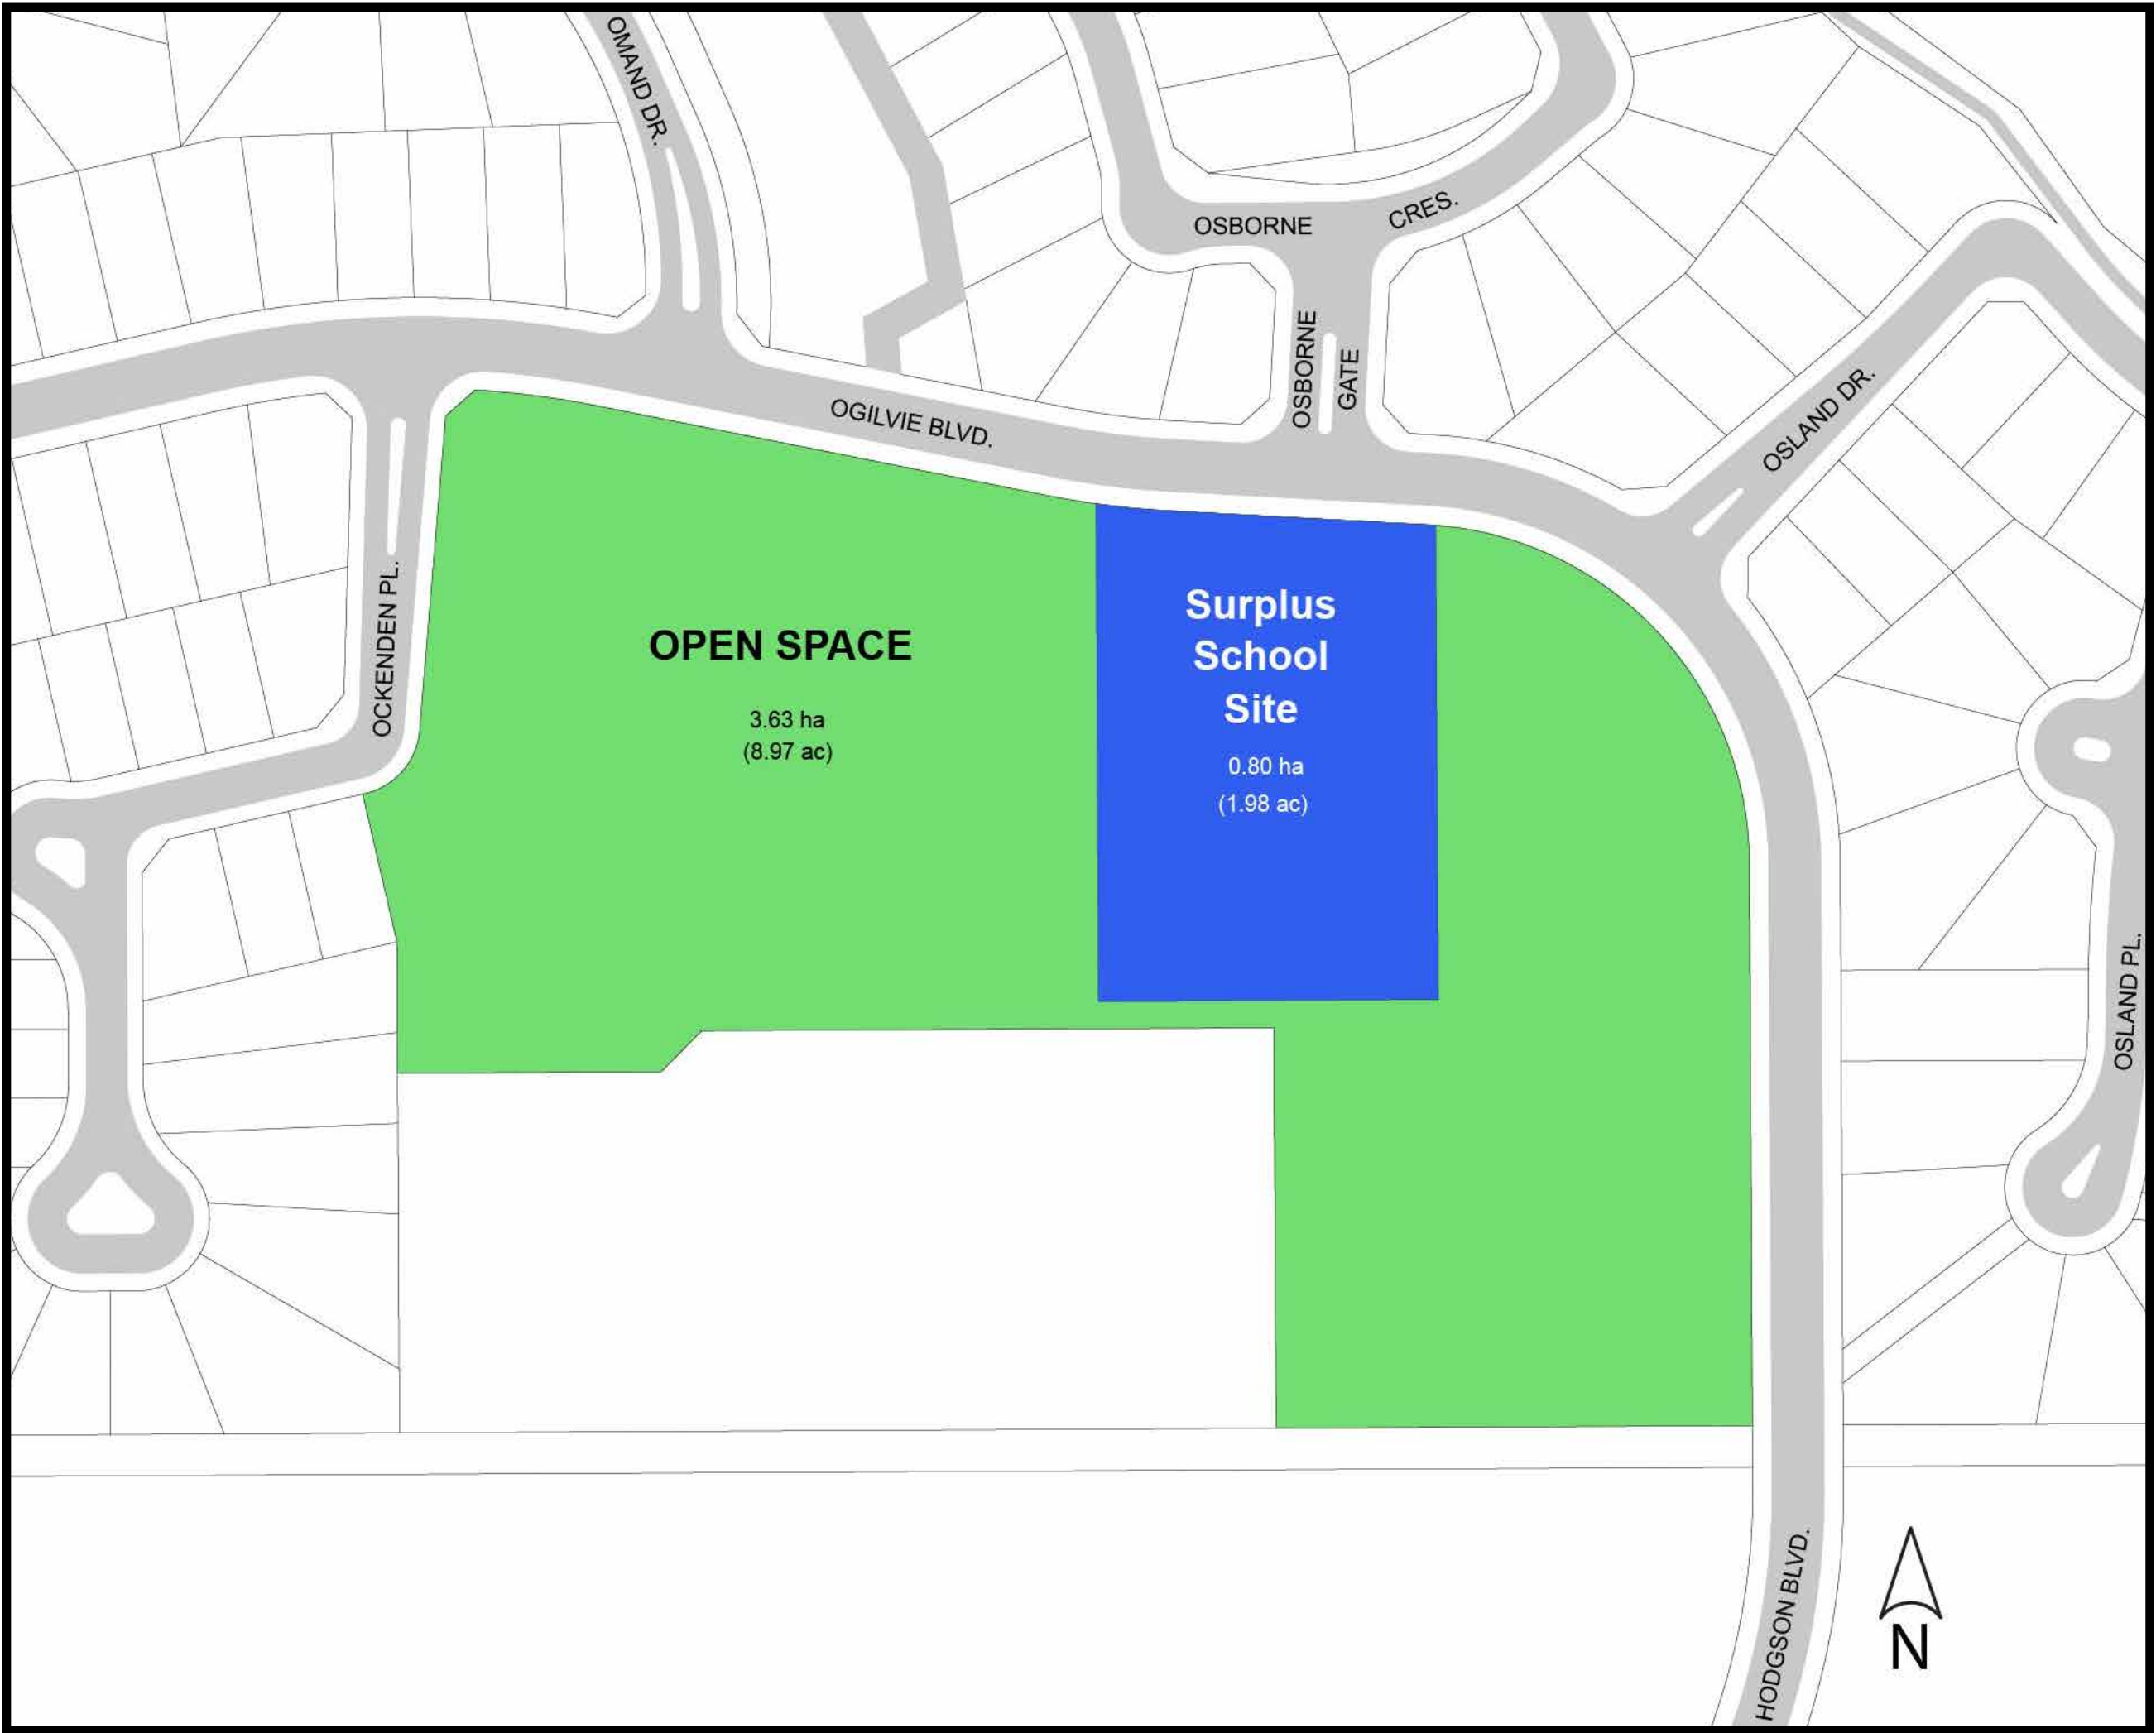 OMAND DR.
OSBORNE
CRES.
OSBORNE
GATE
OGILVIE BLVD.
OSLAND DR.
OCKENDEN PL.
OPEN SPACE
3.63 ha
(8.97 ac)
Surplus
School
Site
0.80 ha
(1.98 ac)
OSLAND PL.
HODGSON BLVD.
N